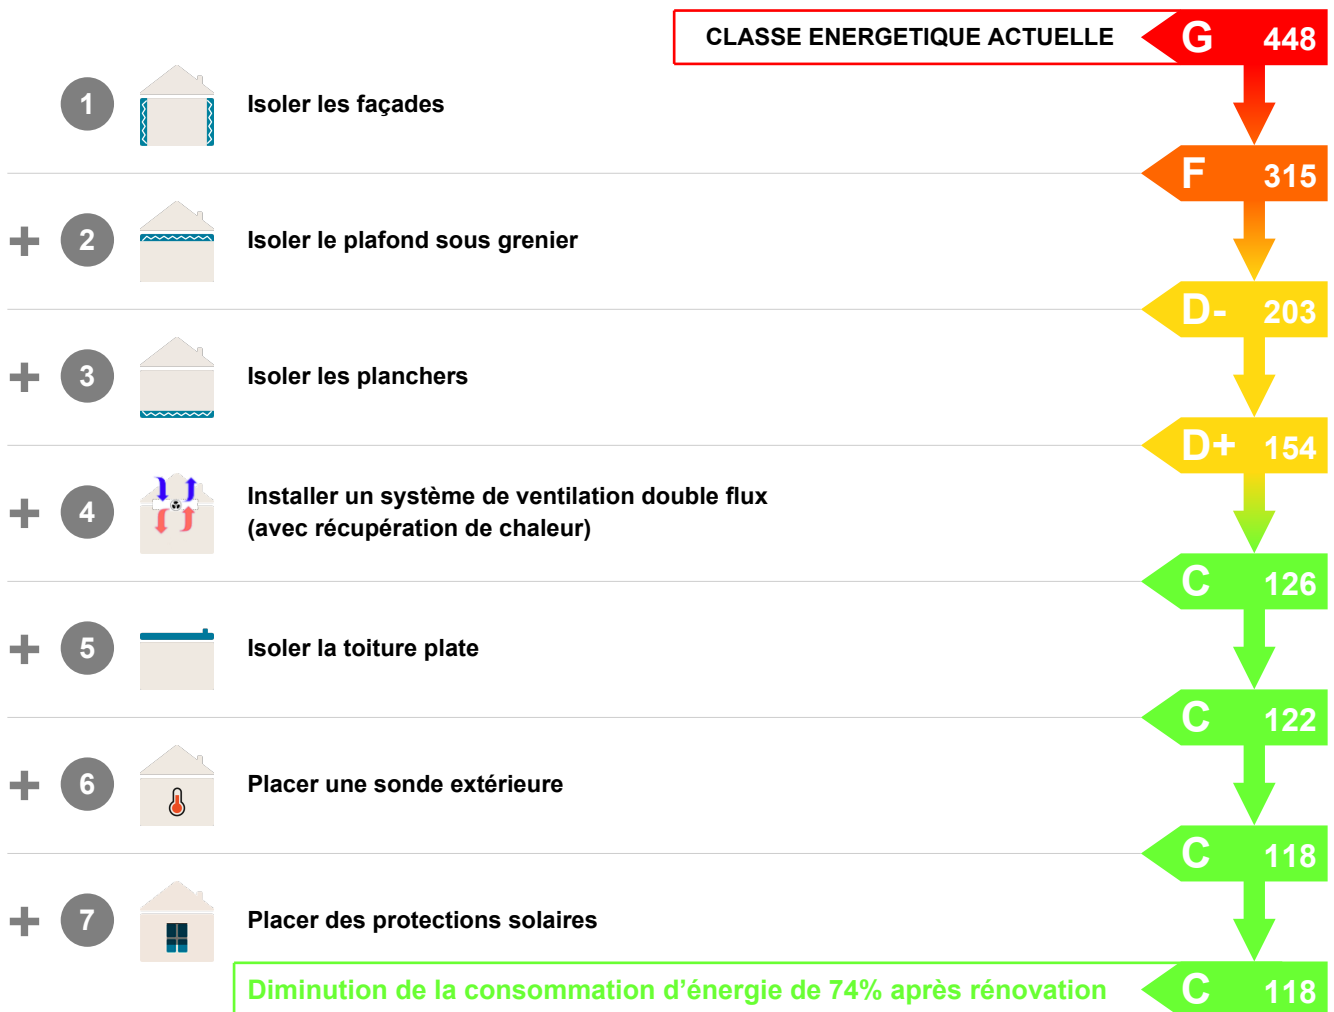 CLASSE ENERGETIQUE ACTUELLE G 448
1 Isoler les façades
F 315
+ 2 Isoler le plafond sous grenier
D- 203
+ 3 Isoler les planchers
D+ 154
+ 4 Installer un système de ventilation double flux
(avec récupération de chaleur)
C 126
+ 5 Isoler la toiture plate
C 122
+ 6 Placer une sonde extérieure
C 118
+ 7 Placer des protections solaires
Diminution de la consommation d’énergie de 74% après rénovation C 118